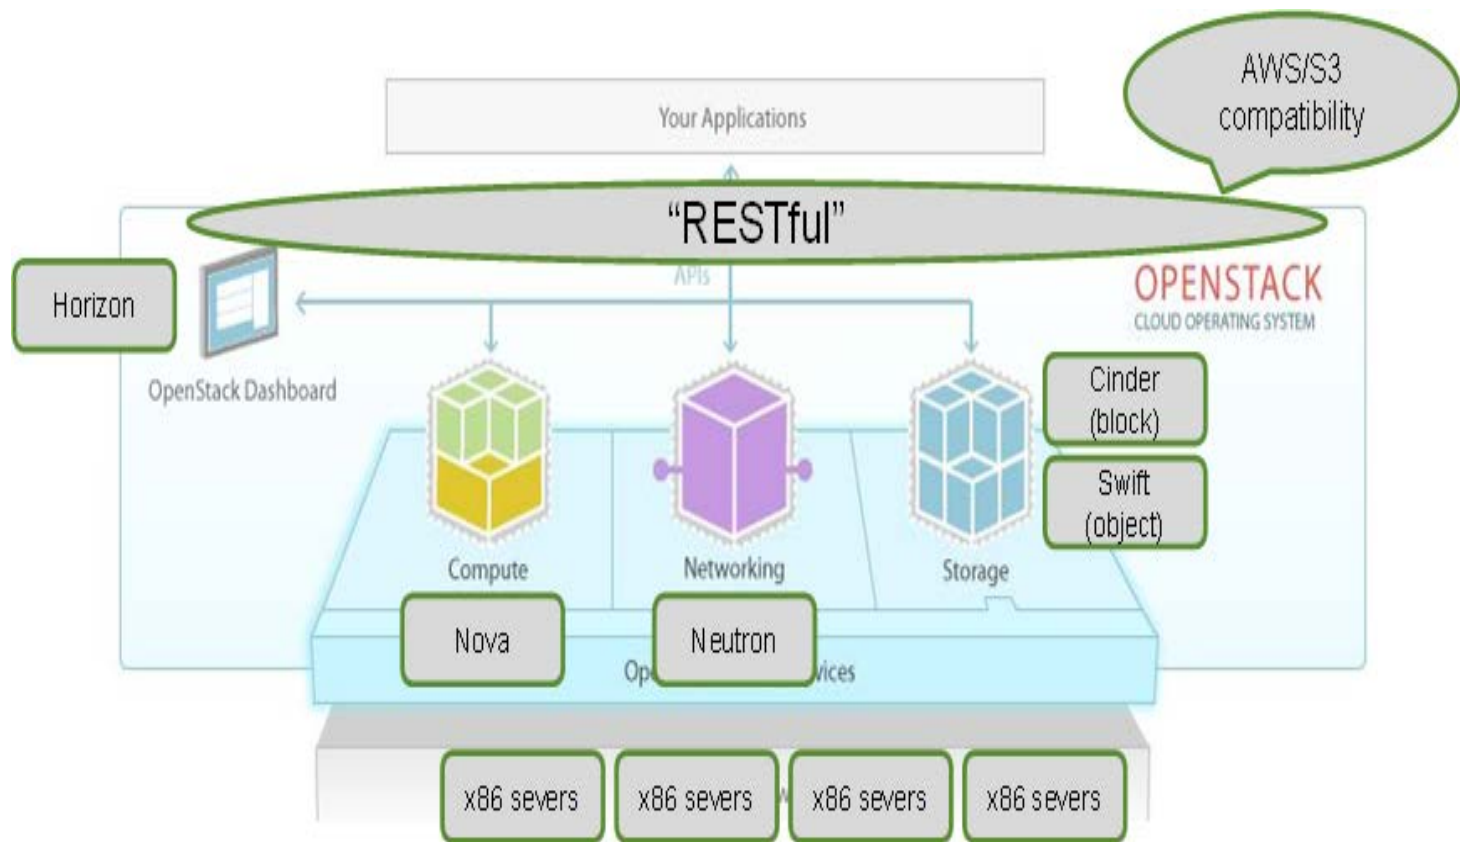 AWS/S3
compatibility
Your Applications
“RESTful”
APIs
Horizon
OPENSTACK
CLOUD OPERATING SYSTEM
OpenStack Dashboard
Cinder
(block)
Swift
(object)
Compute
Networking
Storage
Nova
Neutron
x86 severs
x86 severs
x86 severs
x86 severs